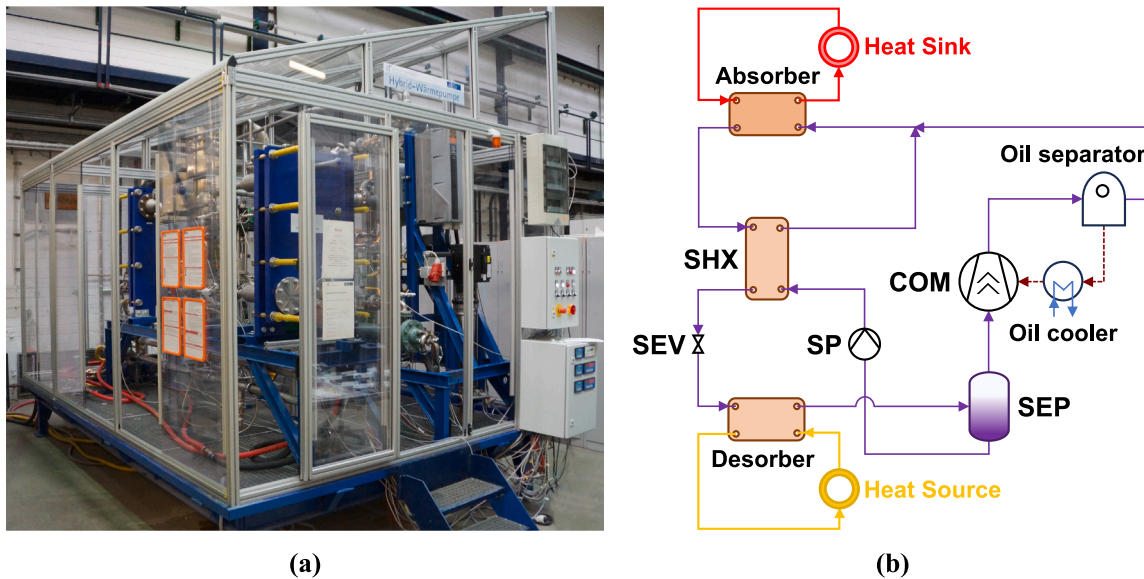 Hybrid-Wärmepumpe
Heat Sink
Absorber
Oil separator
SHX
COM
SEV
SP
Oil cooler
SEP
Desorber
Heat Source
(a)
(b)